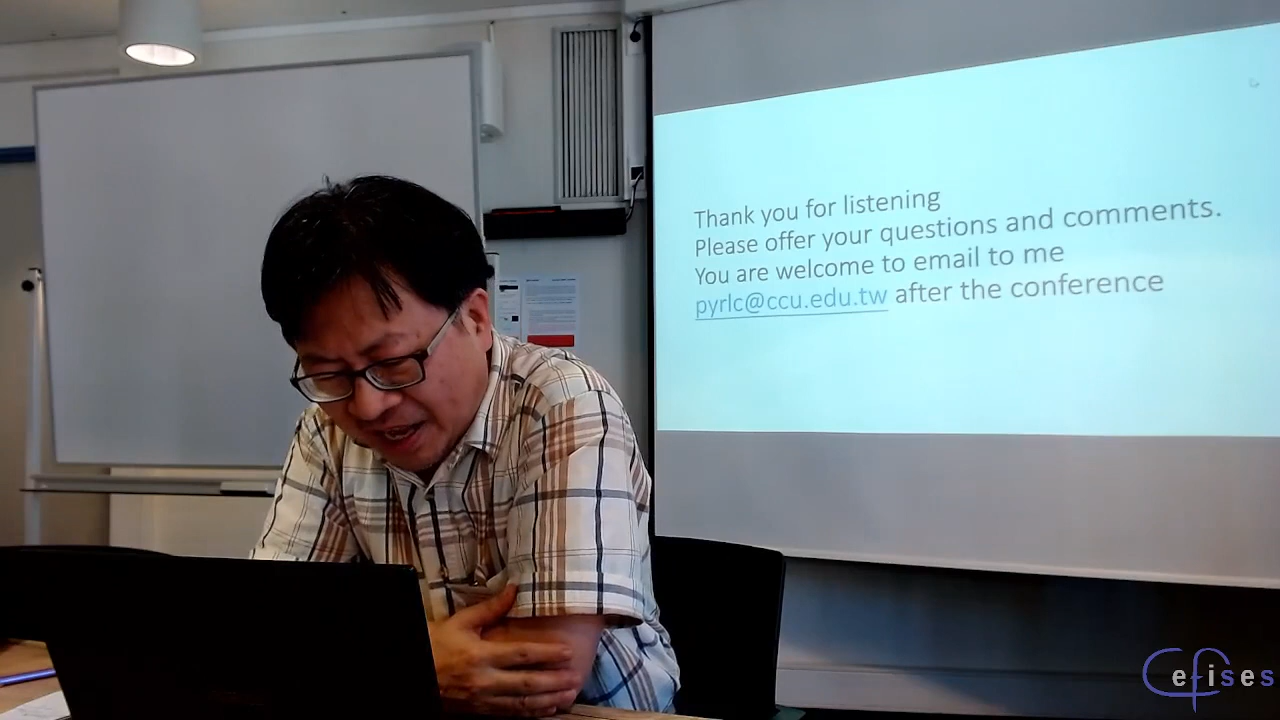 Thank you for listening
Please offer your questions and comments.
You are welcome to email to me
pyrlc@ccu.edu.tw after the conference
Cefises